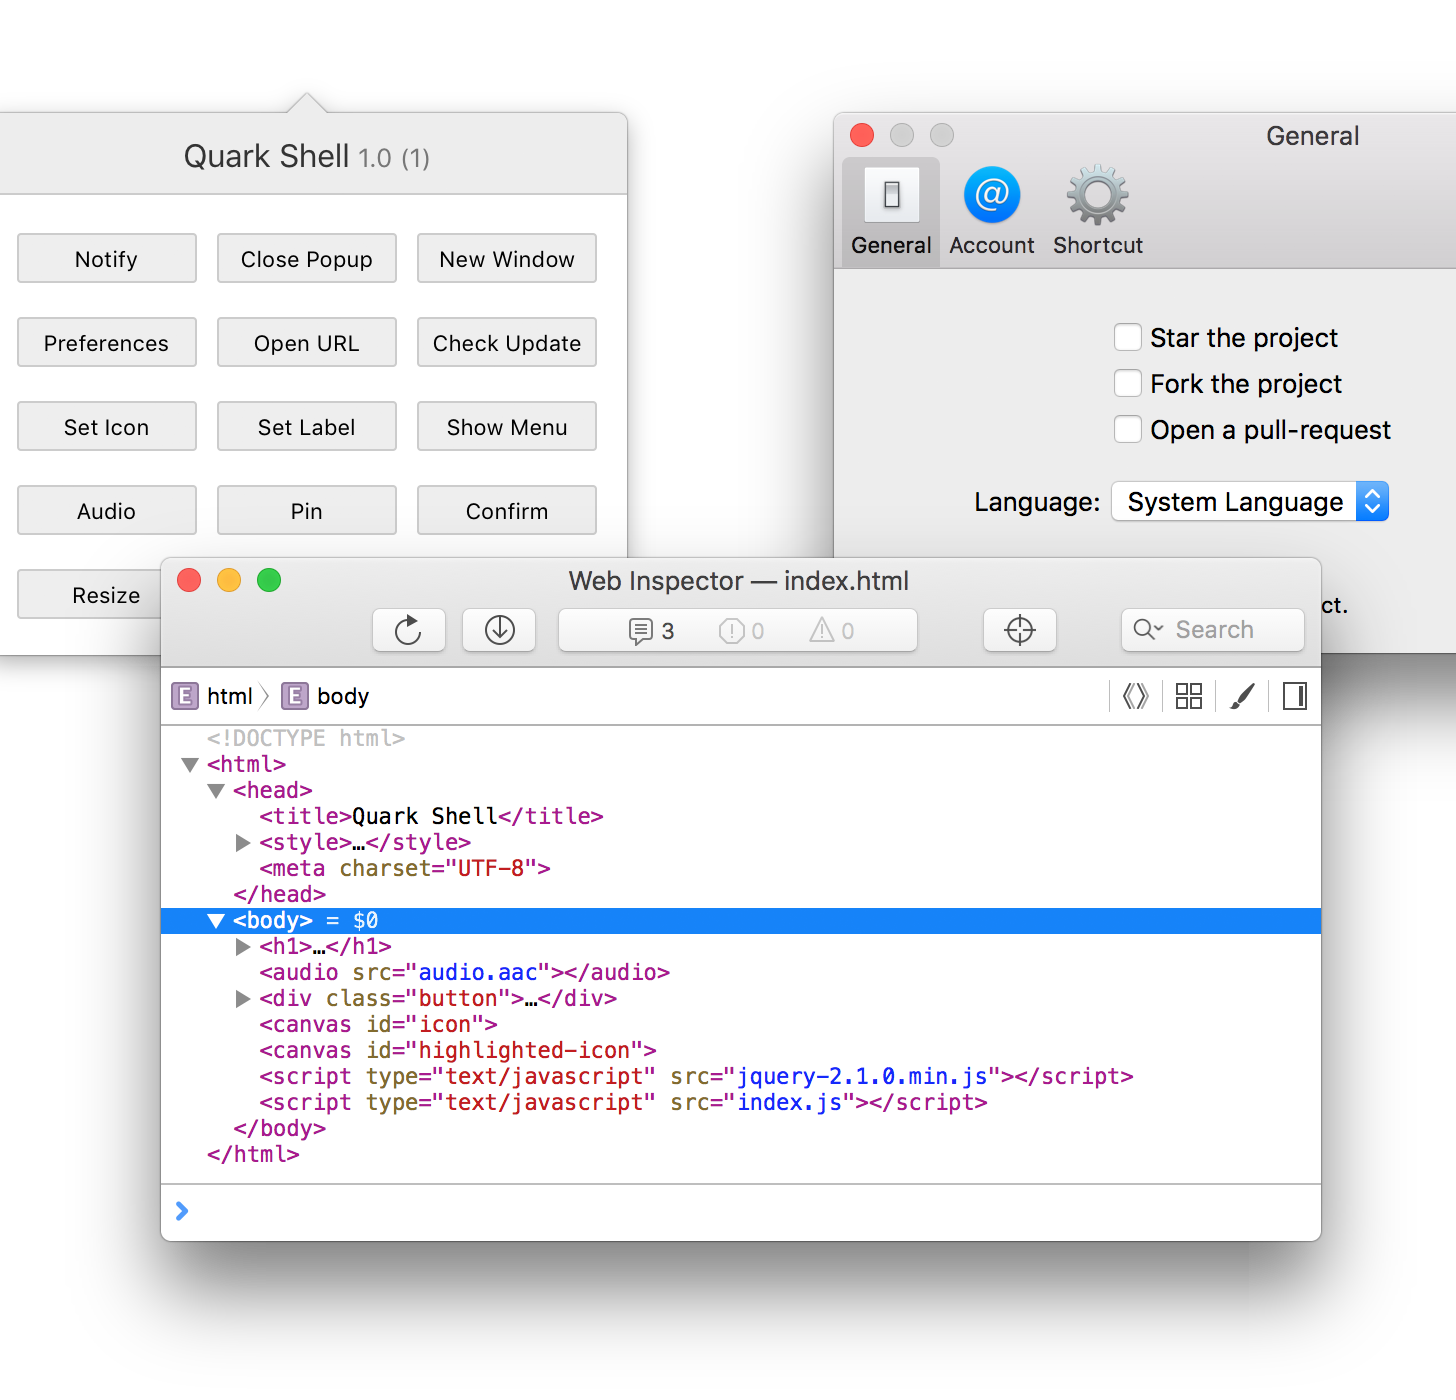 Quark Shell 1.0 (1)
Notify
Close Popup
New Window
Preferences
Open URL
Check Update
Set Icon
Set Label
Show Menu
Audio
Pin
Confirm
Resize
General
General
Account
Shortcut
Star the project
Fork the project
Open a pull-request
Language: System Language
ct.
Web Inspector — index.html
3
0
0
Search
E html
E body
<!DOCTYPE html>
<html>
<head>
<title>Quark Shell</title>
<style>…</style>
<meta charset="UTF-8">
</head>
<body> = $0
<h1>…</h1>
<audio src="audio.aac"></audio>
<div class="button">…</div>
<canvas id="icon">
<canvas id="highlighted-icon">
<script type="text/javascript" src="jquery-2.1.0.min.js"></script>
<script type="text/javascript" src="index.js"></script>
</body>
</html>